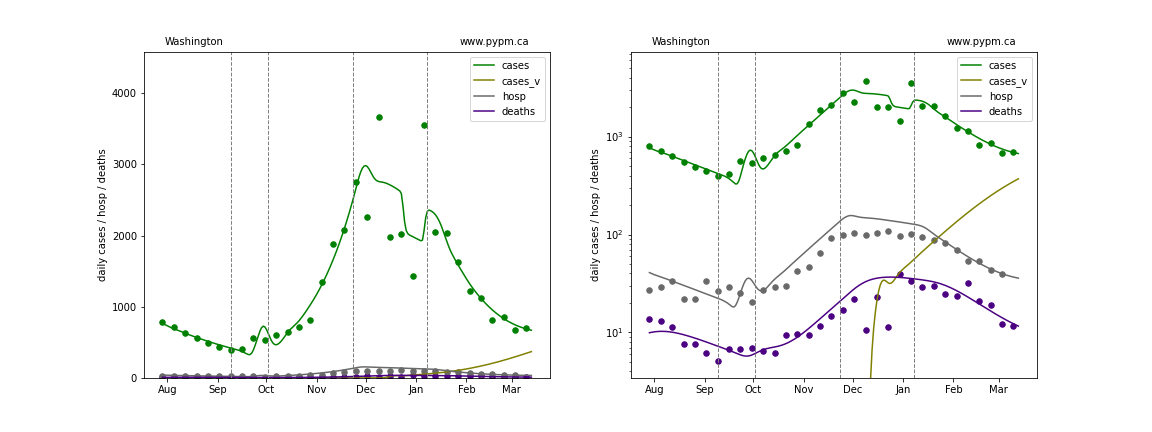 Washington
www.pypm.ca
cases
cases_v
hosp
deaths
daily cases / hosp / deaths
4000
3000
2000
1000
0
Aug Sep Oct Nov Dec Jan Feb Mar
Washington
www.pypm.ca
cases
cases_v
hosp
deaths
daily cases / hosp / deaths
10³
10²
10¹
Aug Sep Oct Nov Dec Jan Feb Mar